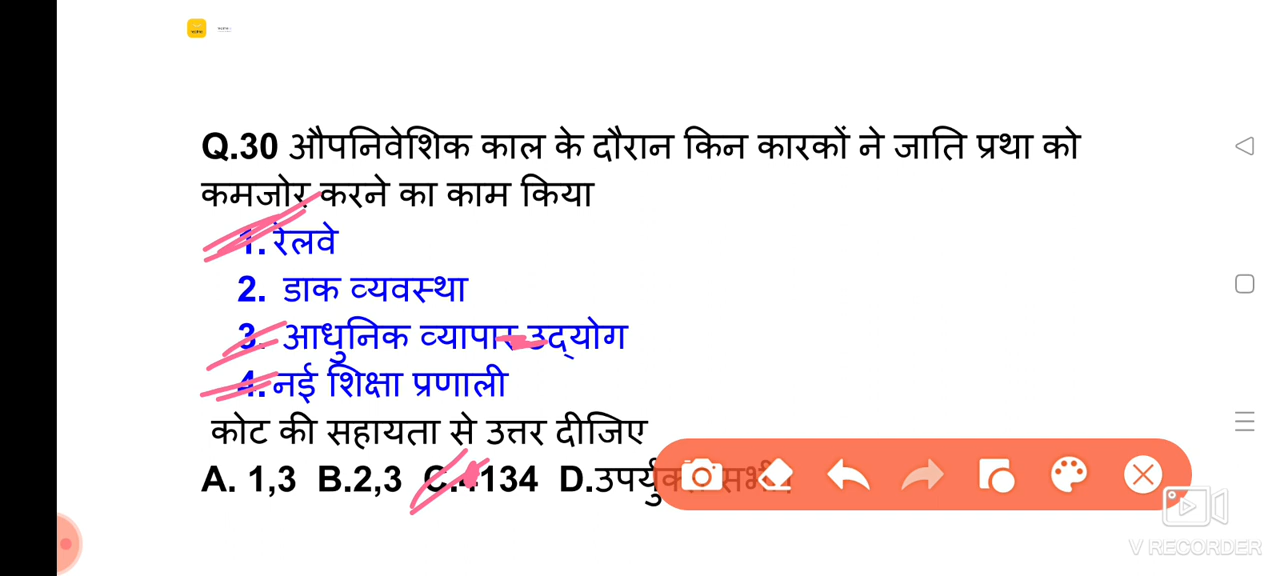 Q.30 औपनिवेशिक काल के दौरान किन कारकों ने जाति प्रथा को
कमजोर करने का काम किया
1. रेलवे
2. डाक व्यवस्था
3. आधुनिक व्यापार उद्योग
4. नई शिक्षा प्रणाली
कोट की सहायता से उत्तर दीजिए
A. 1,3 B.2,3 C. 134 D.उपर्युक्त सभी
V RECORDER